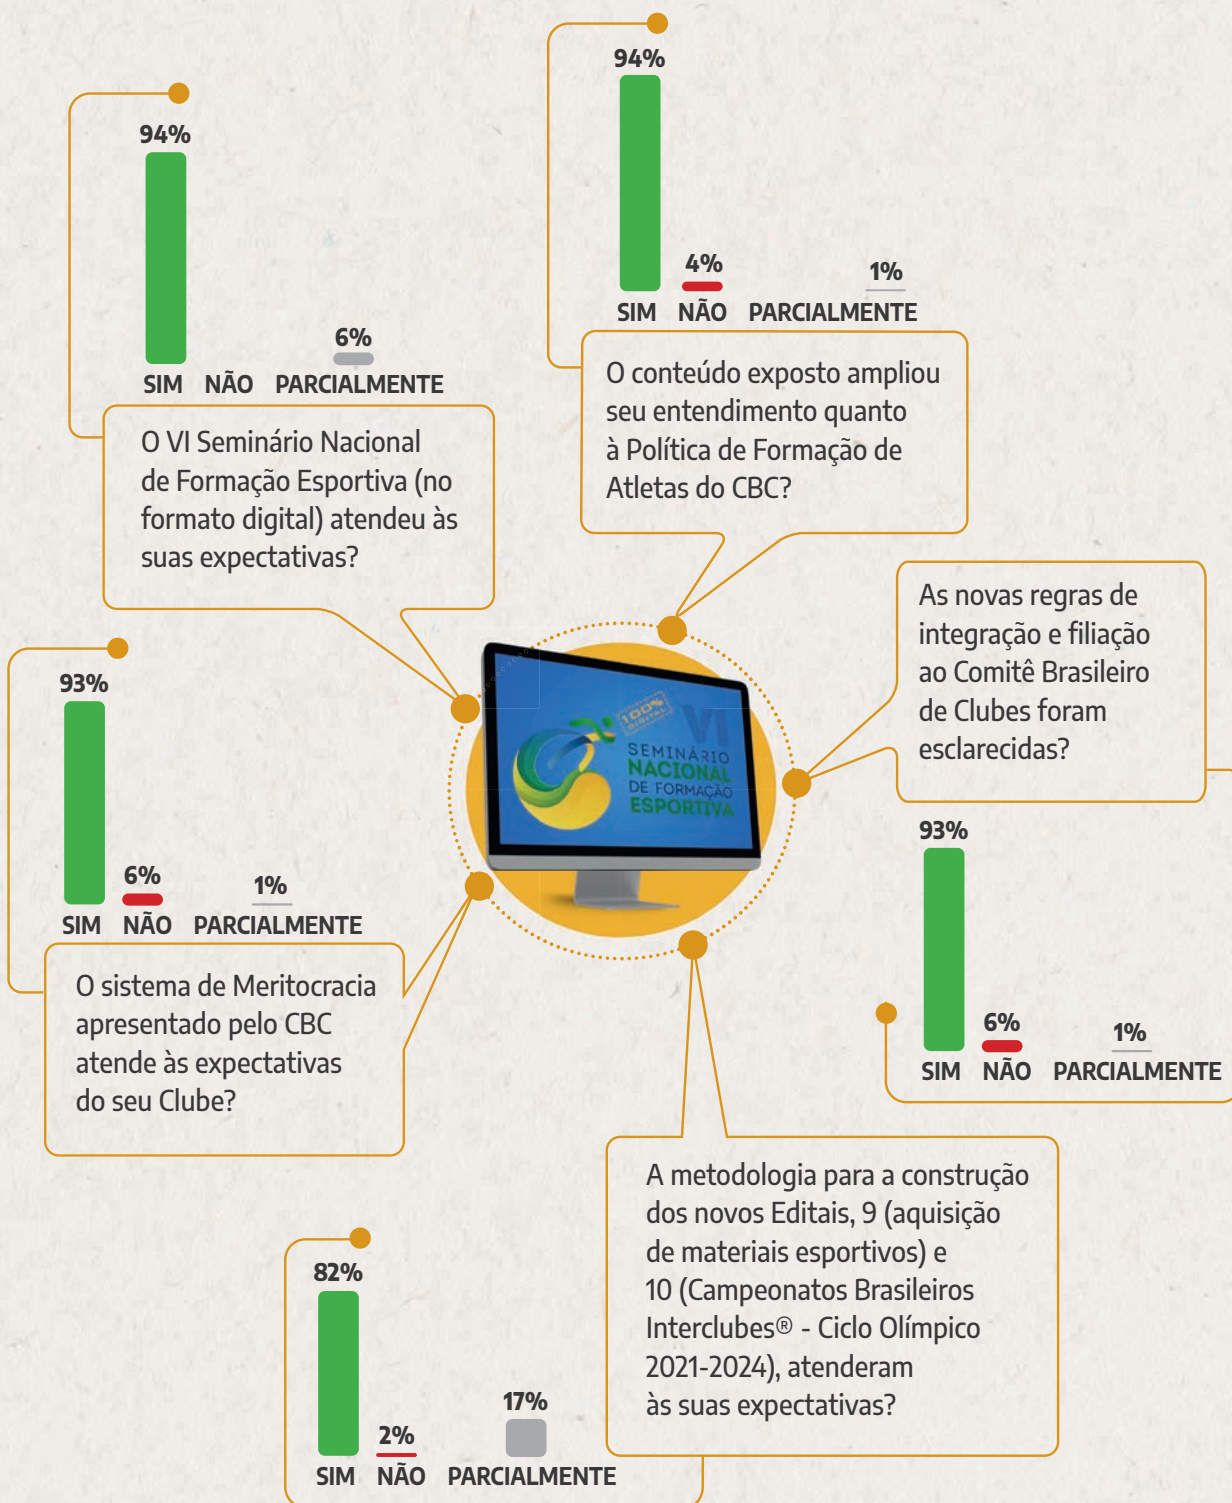 94%
SIM NÃO PARCIALMENTE
6%
O VI Seminário Nacional
de Formação Esportiva (no
formato digital) atendeu às
suas expectativas?
94%
4%
1%
SIM NÃO PARCIALMENTE
O conteúdo exposto ampliou
seu entendimento quanto
à Política de Formação de
Atletas do CBC?
As novas regras de
integração e filiação
ao Comitê Brasileiro
de Clubes foram
esclarecidas?
93%
6%
1%
SIM NÃO PARCIALMENTE
100%
DIGITAL
VI
SEMINÁRIO
NACIONAL
DE FORMAÇÃO
ESPORTIVA
93%
6%
1%
SIM NÃO PARCIALMENTE
O sistema de Meritocracia
apresentado pelo CBC
atende às expectativas
do seu Clube?
A metodologia para a construção
dos novos Editais, 9 (aquisição
de materiais esportivos) e
10 (Campeonatos Brasileiros
Interclubes® - Ciclo Olímpico
2021-2024), atenderam
às suas expectativas?
82%
2%
17%
SIM NÃO PARCIALMENTE